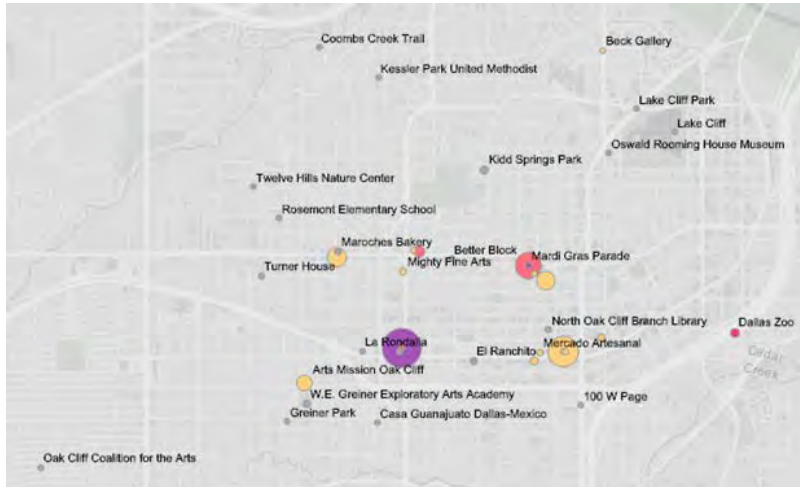 Coombs Creek Trail
Beck Gallery
Kessler Park United Methodist
Lake Cliff Park
Lake Cliff
Oswald Rooming House Museum
Kidd Springs Park
Twelve Hills Nature Center
Rosemont Elementary School
Maroches Bakery
Better Block
Mardi Gras Parade
Mighty Fine Arts
Turner House
North Oak Cliff Branch Library
Dallas Zoo
La Rondalla
El Ranchito
Mercado Artesanal
Cedar
Creek
Arts Mission Oak Cliff
W.E. Greiner Exploratory Arts Academy
100 W Page
Greiner Park
Casa Guanajuato Dallas-Mexico
Oak Cliff Coalition for the Arts